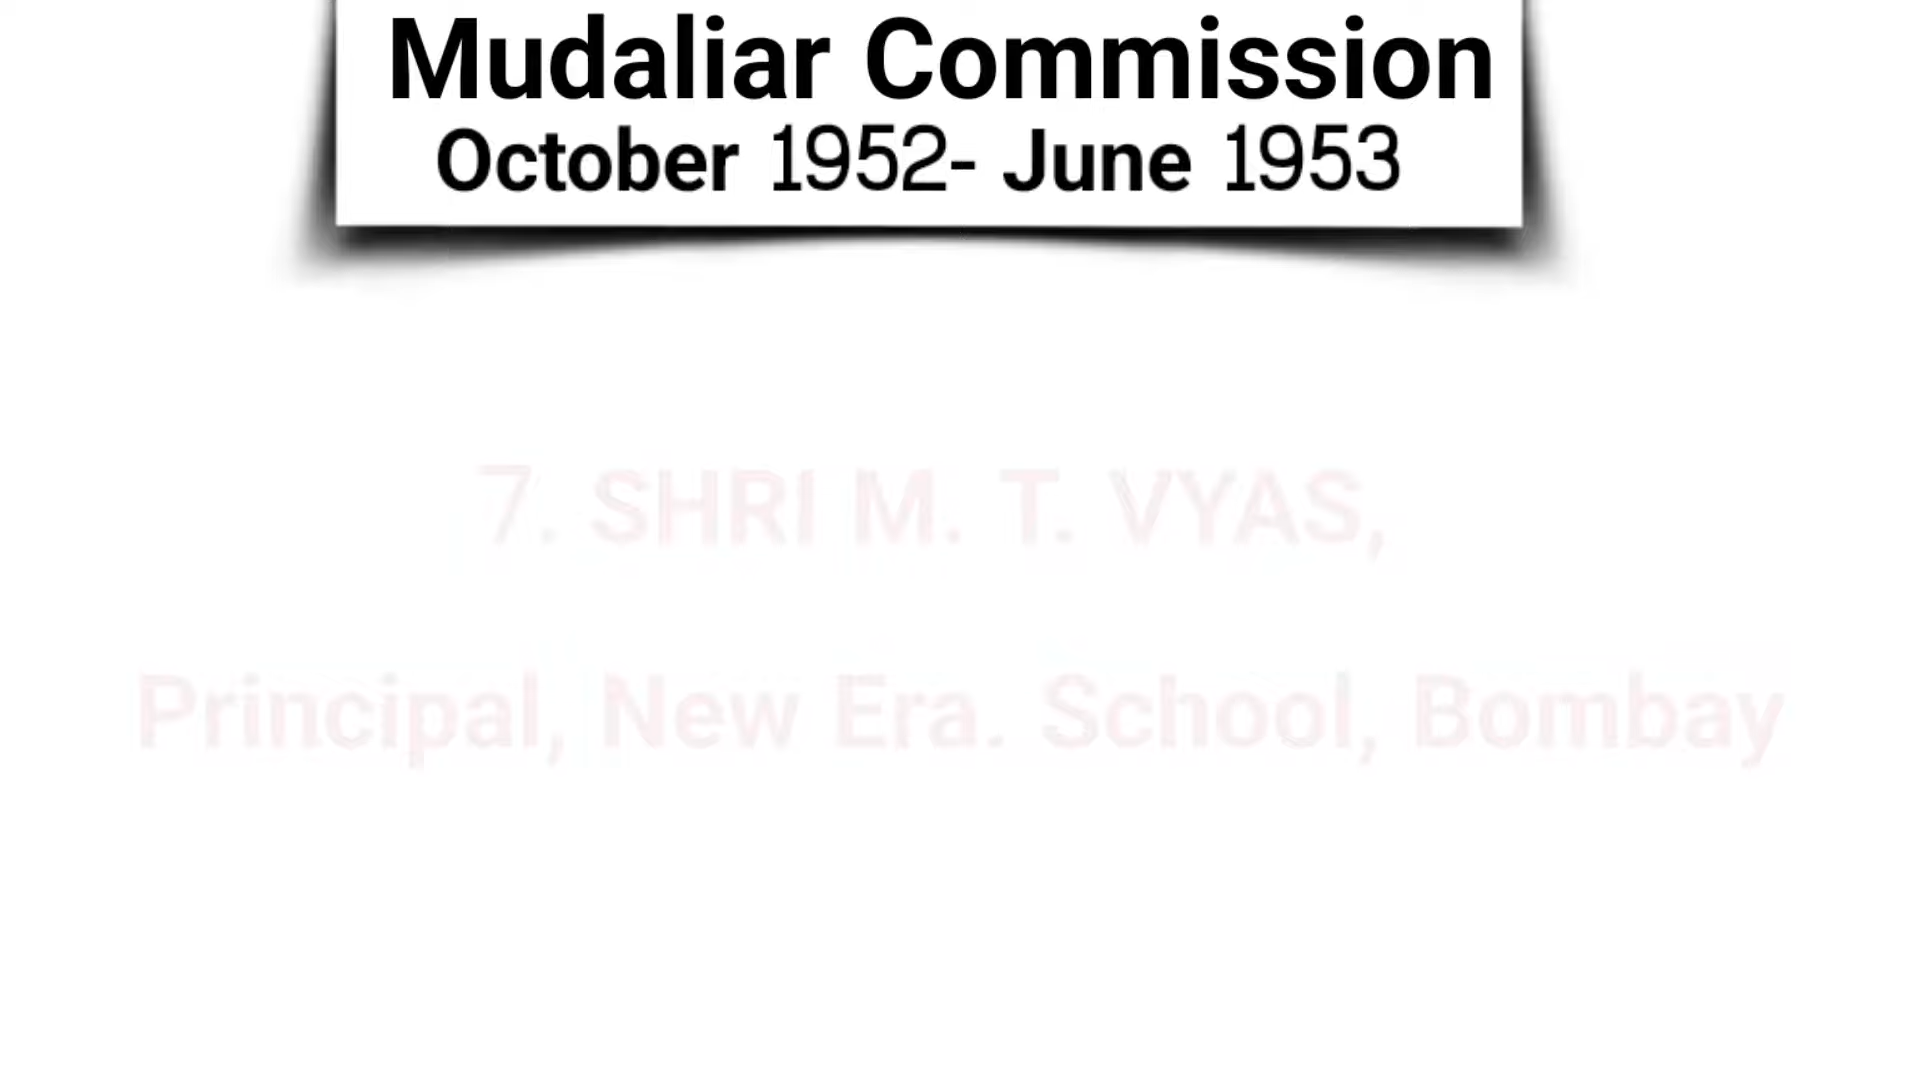 Mudaliar Commission
October 1952- June 1953
7. SHRI M. T. VYAS,
Principal, New Era. School, Bombay